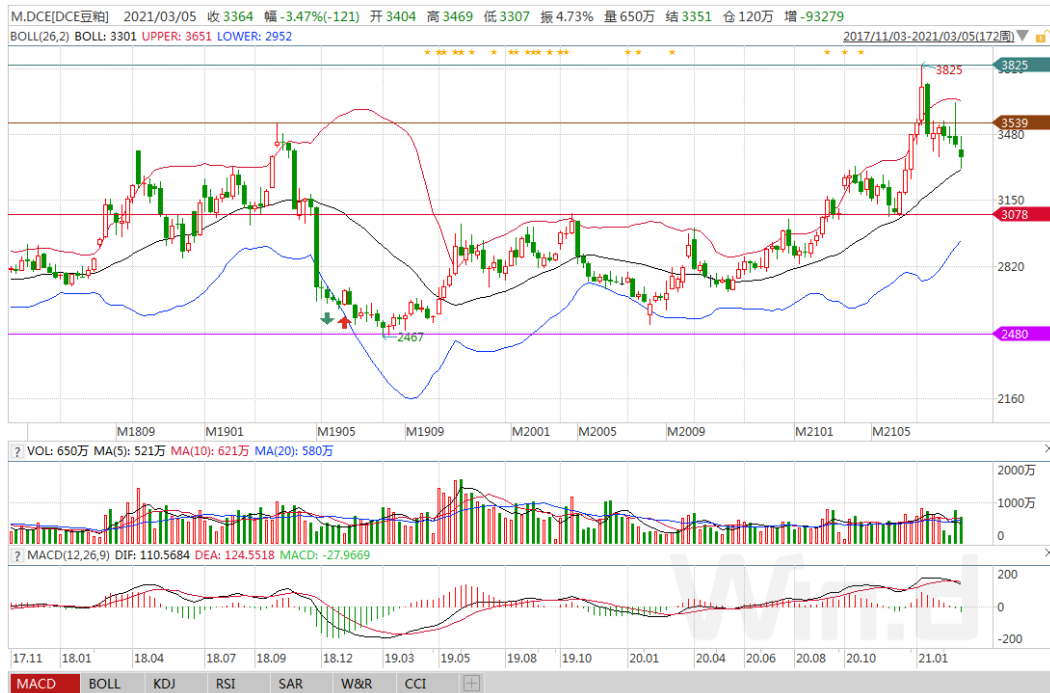 M.DCE[DCE豆粕] 2021/03/05 收 3364 幅 -3.47%(-121) 开 3404 高 3469 低 3307 振 4.73% 量 650万 结 3351 仓 120万 增 -93279
BOLL(26,2) BOLL: 3301 UPPER: 3651 LOWER: 2952 2017/11/03-2021/03/05(172周)
3825
3825
3539
3480
3150
3078
2820
2480
2467
2160
M1809 M1901 M1905 M1909 M2001 M2005 M2009 M2101 M2105
? VOL: 650万 MA(5): 521万 MA(10): 621万 MA(20): 580万
2000万
1000万
0
? MACD(12,26,9) DIF: 110.5684 DEA: 124.5518 MACD: -27.9669
200
0
-200
Win.d
17.11 18.01 18.04 18.07 18.09 18.12 19.03 19.05 19.08 19.10 20.01 20.04 20.06 20.08 20.10 21.01
MACD BOLL KDJ RSI SAR W&R CCI